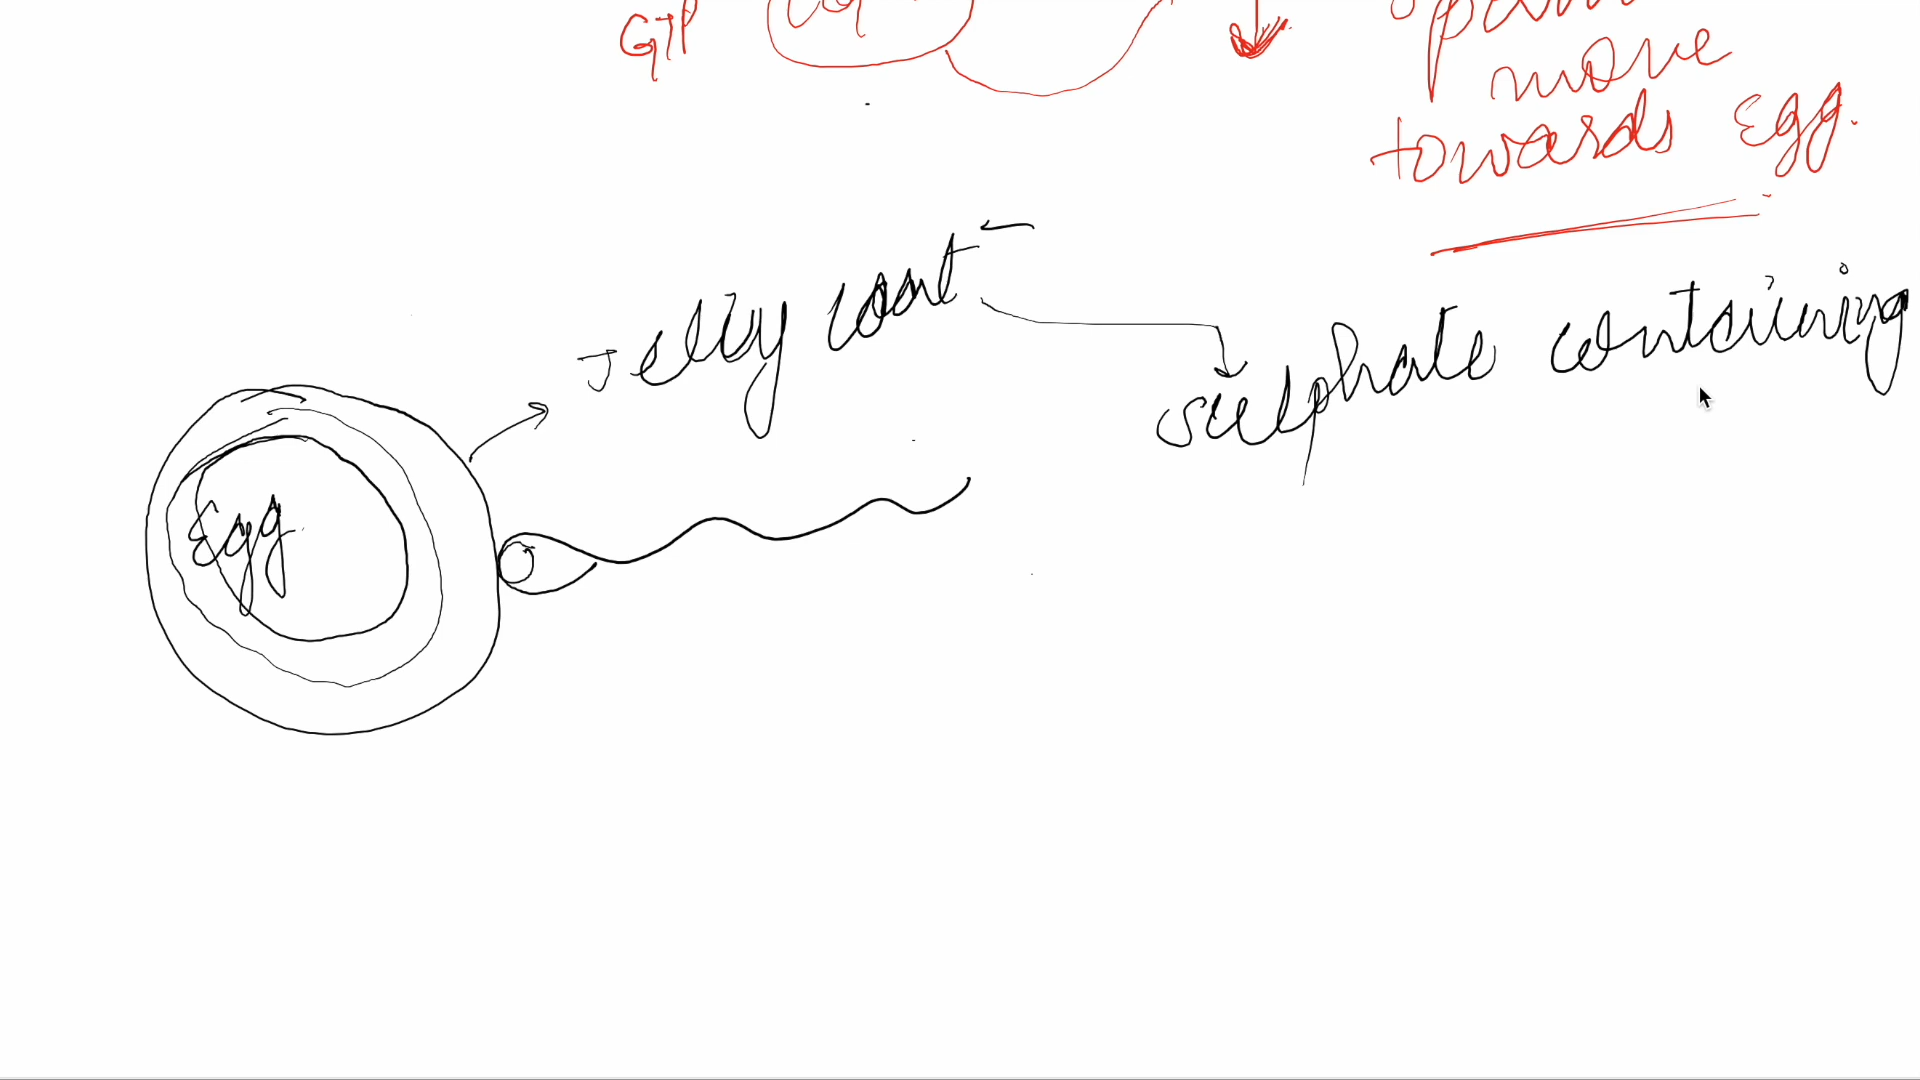 GTP
move
towards Egg.
Jelly coat
sulphate containing
Egg